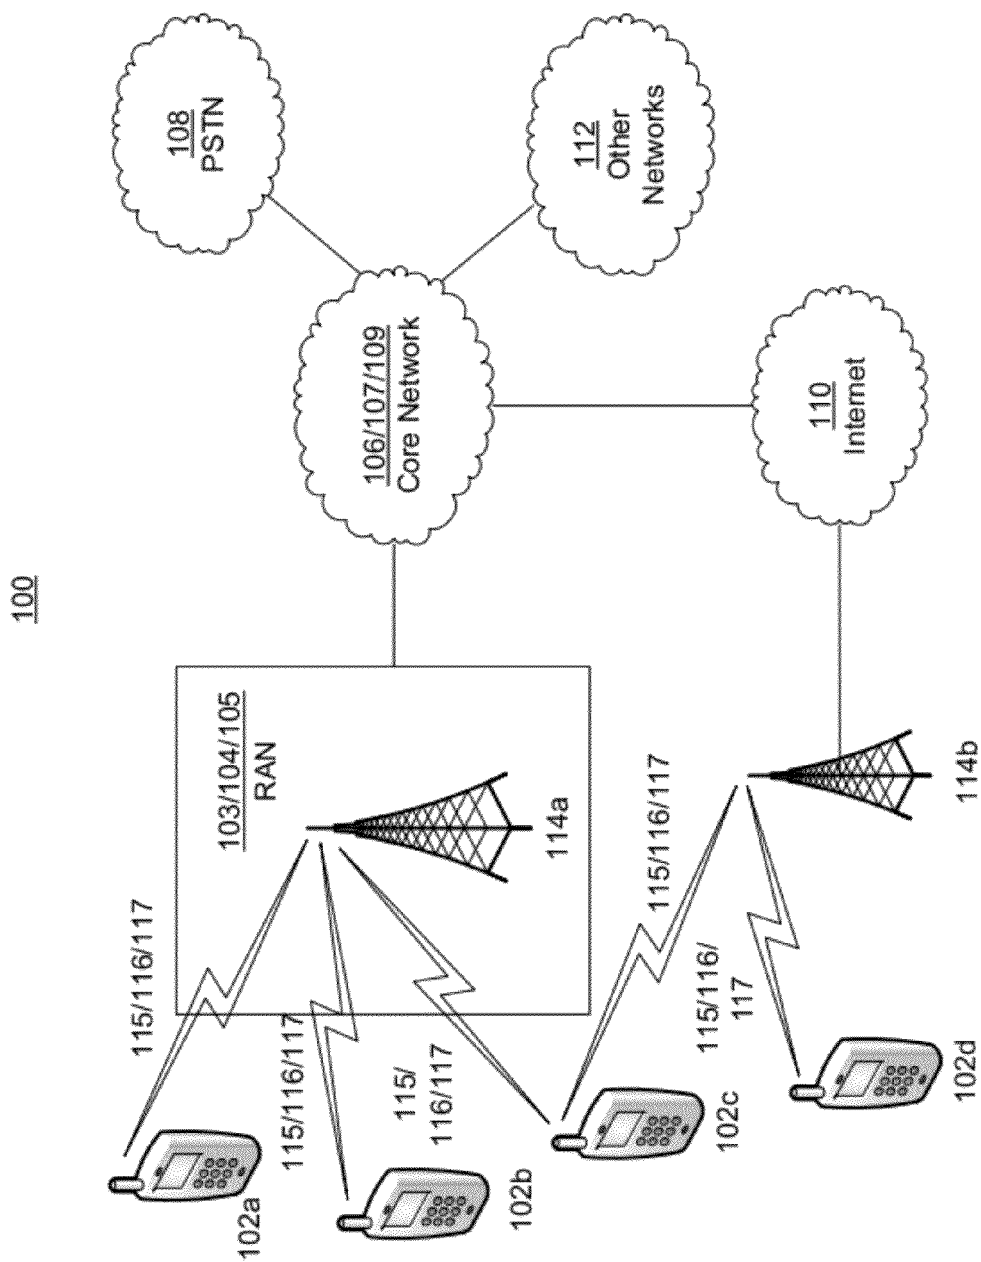 100
108
PSTN
106/107/109
Core Network
112
Other
Networks
110
Internet
103/104/105
RAN
114a
115/116/117
115/116/117
115/
116/117
115/116/117
115/116/
117
114b
102a
102b
102c
102d